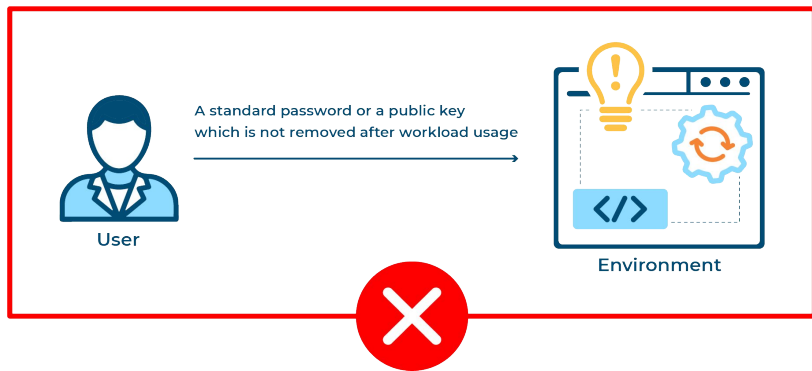 A standard password or a public key
which is not removed after workload usage
User
</>
Environment